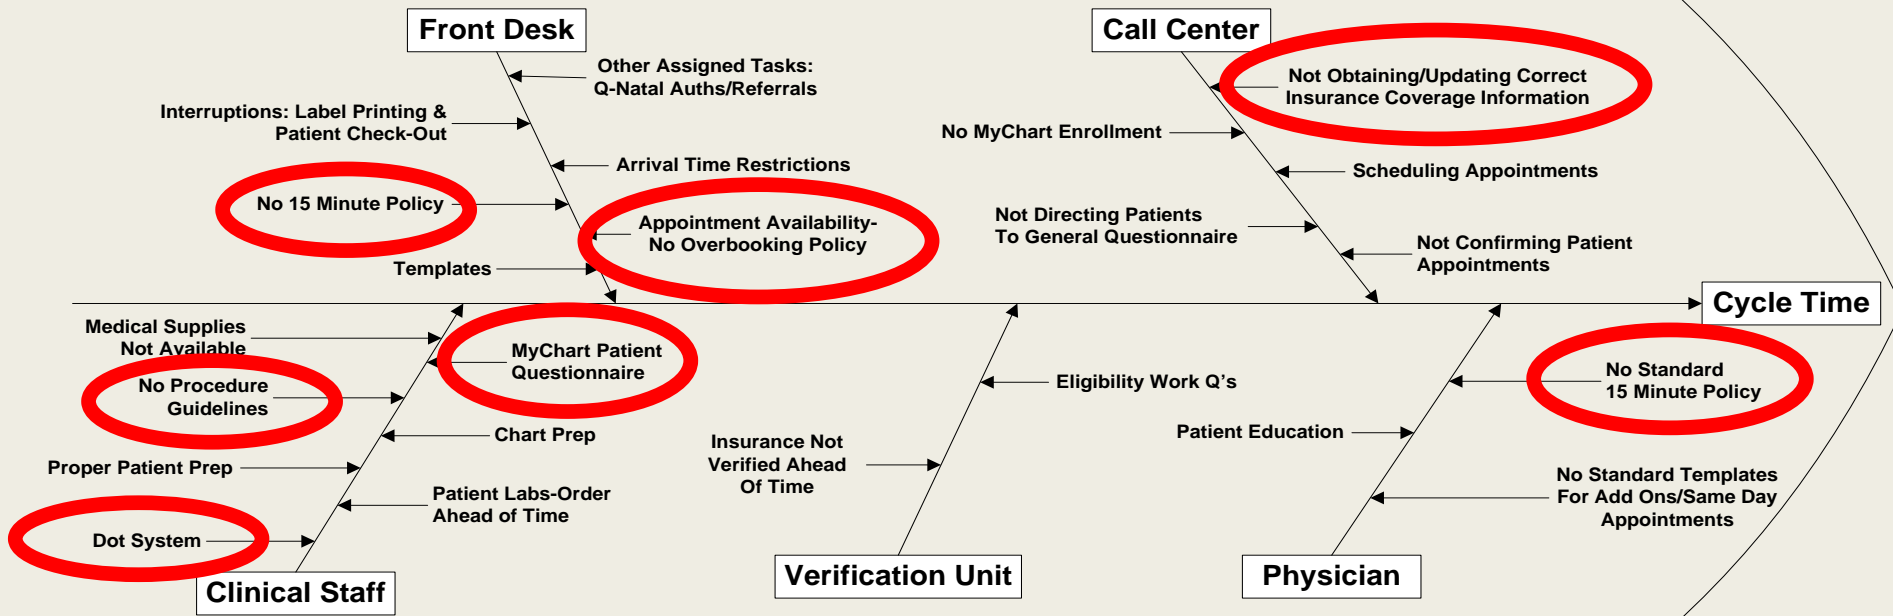 Front Desk
Other Assigned Tasks:
Q-Natal Auths/Referrals
Interruptions: Label Printing &
Patient Check-Out
Arrival Time Restrictions
No 15 Minute Policy
Appointment Availability-
No Overbooking Policy
Templates
Call Center
Not Obtaining/Updating Correct
Insurance Coverage Information
No MyChart Enrollment
Scheduling Appointments
Not Directing Patients
To General Questionnaire
Not Confirming Patient
Appointments
Cycle Time
Medical Supplies
Not Available
MyChart Patient
Questionnaire
No Procedure
Guidelines
Chart Prep
Proper Patient Prep
Patient Labs-Order
Ahead of Time
Dot System
Clinical Staff
Eligibility Work Q's
Insurance Not
Verified Ahead
Of Time
Verification Unit
No Standard
15 Minute Policy
Patient Education
No Standard Templates
For Add Ons/Same Day
Appointments
Physician